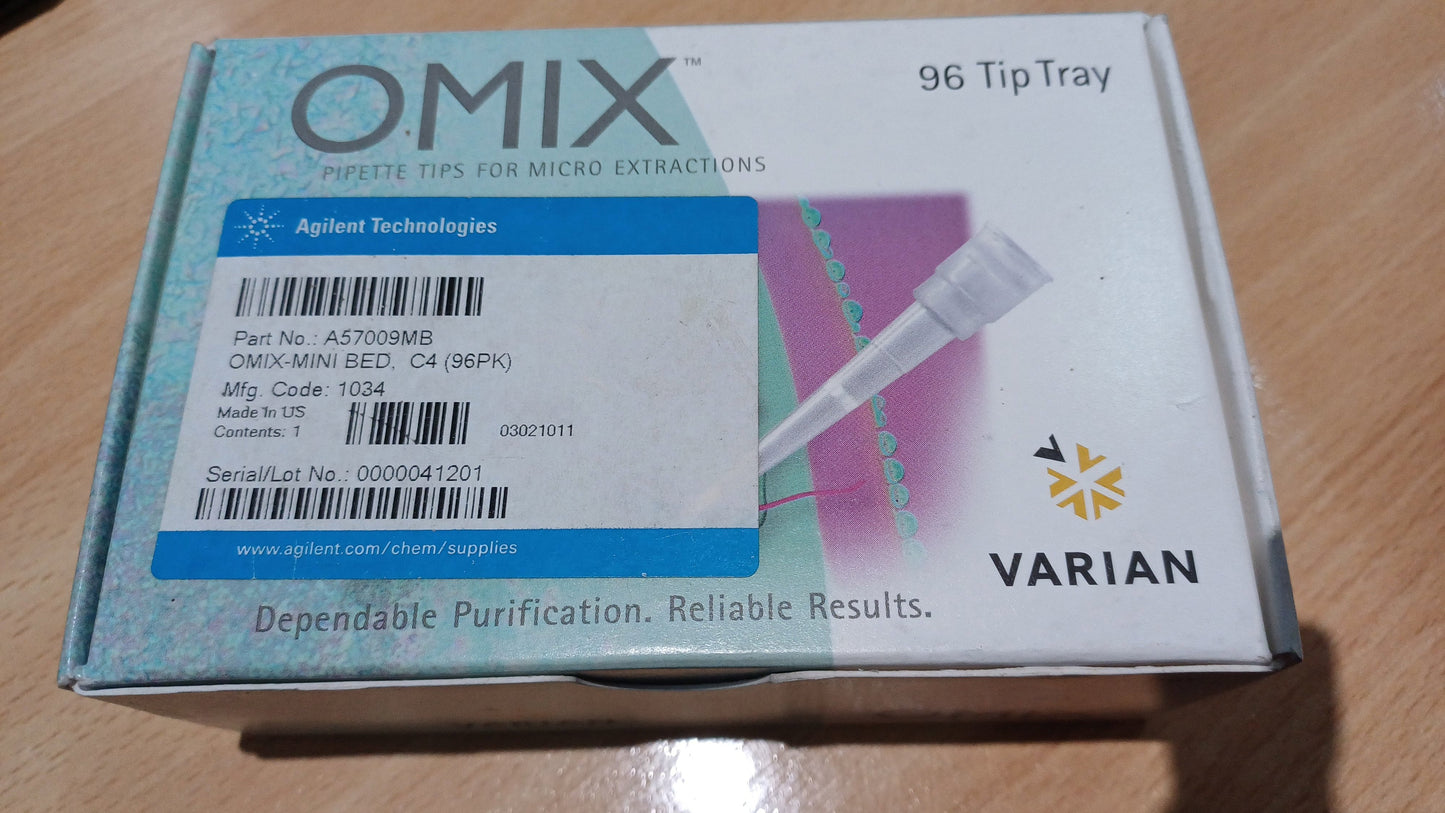 OMIX™
96 Tip Tray
PIPETTE TIPS FOR MICRO EXTRACTIONS
Agilent Technologies
Part No.: A57009MB
OMIX-MINI BED, C4 (96PK)
Mfg. Code: 1034
Made In US
Contents: 1
03021011
Serial/Lot No.: 0000041201
www.agilent.com/chem/supplies
VARIAN
Dependable Purification. Reliable Results.
VARIAN